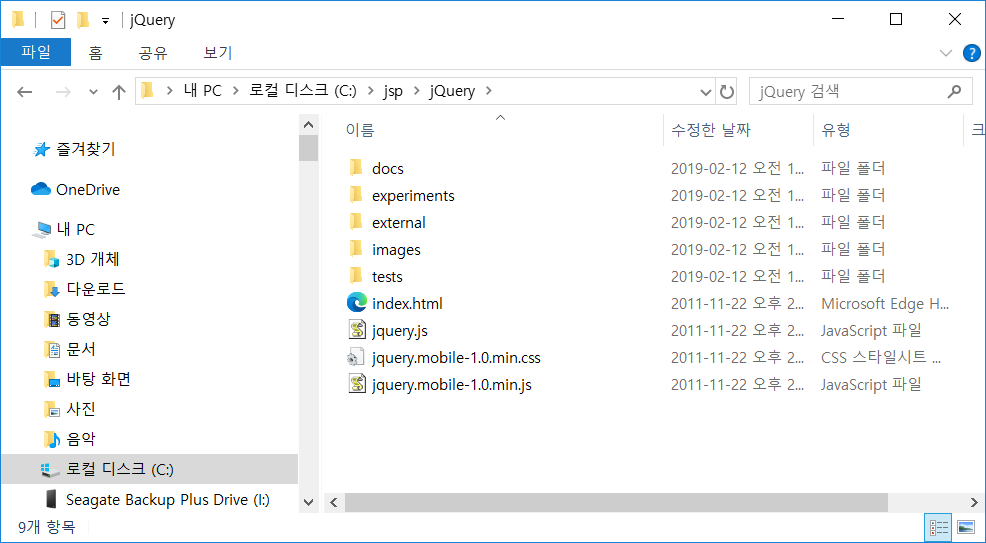 jQuery
파일 홈 공유 보기
내 PC > 로컬 디스크 (C:) > jsp > jQuery >
jQuery 검색
이름 수정한 날짜 유형 크
즐겨찾기
OneDrive
내 PC
3D 개체
다운로드
동영상
문서
바탕 화면
사진
음악
로컬 디스크 (C:)
Seagate Backup Plus Drive (I:)
docs 2019-02-12 오전 1... 파일 폴더
experiments 2019-02-12 오전 1... 파일 폴더
external 2019-02-12 오전 1... 파일 폴더
images 2019-02-12 오전 1... 파일 폴더
tests 2019-02-12 오전 1... 파일 폴더
index.html 2011-11-22 오후 2... Microsoft Edge H...
jquery.js 2011-11-22 오후 2... JavaScript 파일
jquery.mobile-1.0.min.css 2011-11-22 오후 2... CSS 스타일시트 ...
jquery.mobile-1.0.min.js 2011-11-22 오후 2... JavaScript 파일
9개 항목